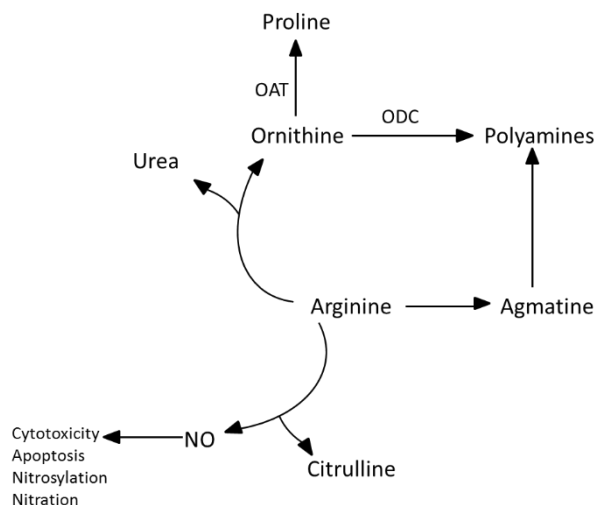 Proline
OAT
ODC
Ornithine
Polyamines
Urea
Arginine
Agmatine
Cytotoxicity
NO
Apoptosis
Nitrosylation
Nitration
Citrulline